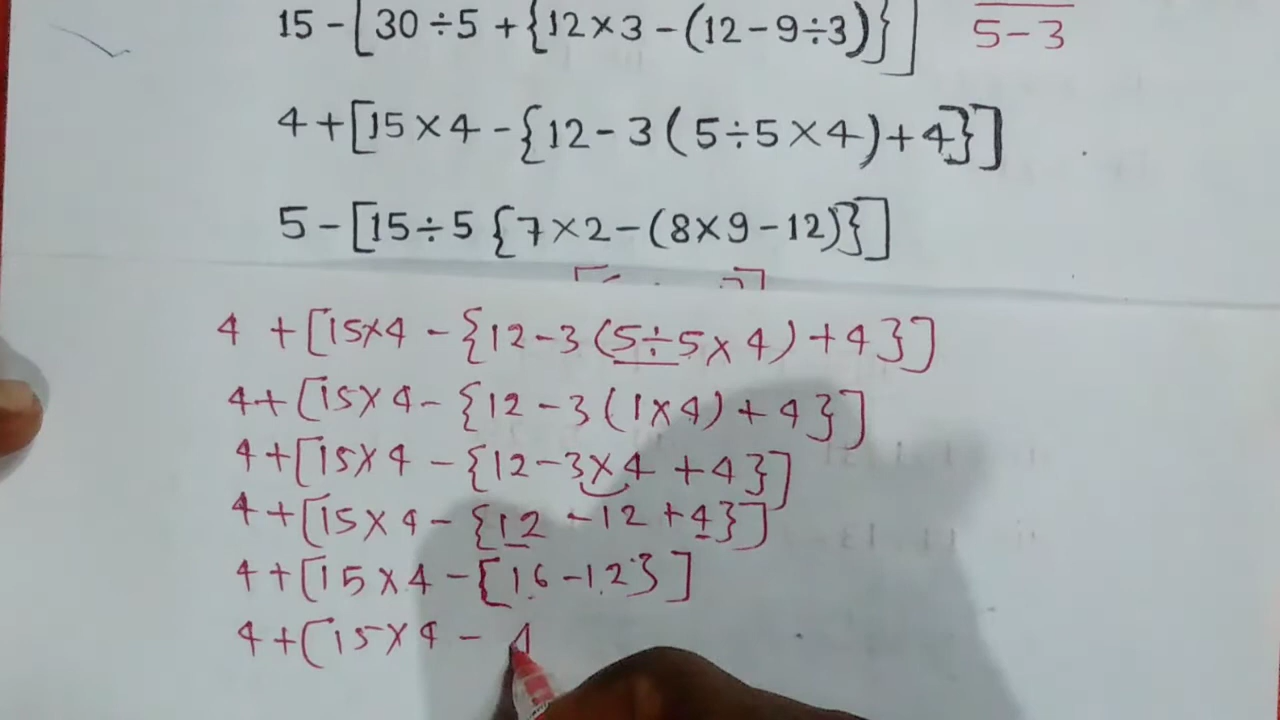 15 - [30 ÷ 5 + {12 × 3 - (12 - 9 ÷ 3)}]
5 - 3
4 + [15 × 4 - {12 - 3 (5 ÷ 5 × 4) + 4}]
5 - [15 ÷ 5 {7 × 2 - (8 × 9 - 12)}]
4 + [15 × 4 - {12 - 3 (5 ÷ 5 × 4) + 4}]
4 + [15 × 4 - {12 - 3 (1 × 4) + 4}]
4 + [15 × 4 - {12 - 3 × 4 + 4}]
4 + [15 × 4 - {12 - 12 + 4}]
4 + [15 × 4 - [16 - 12}]
4 + [15 × 4 - 4